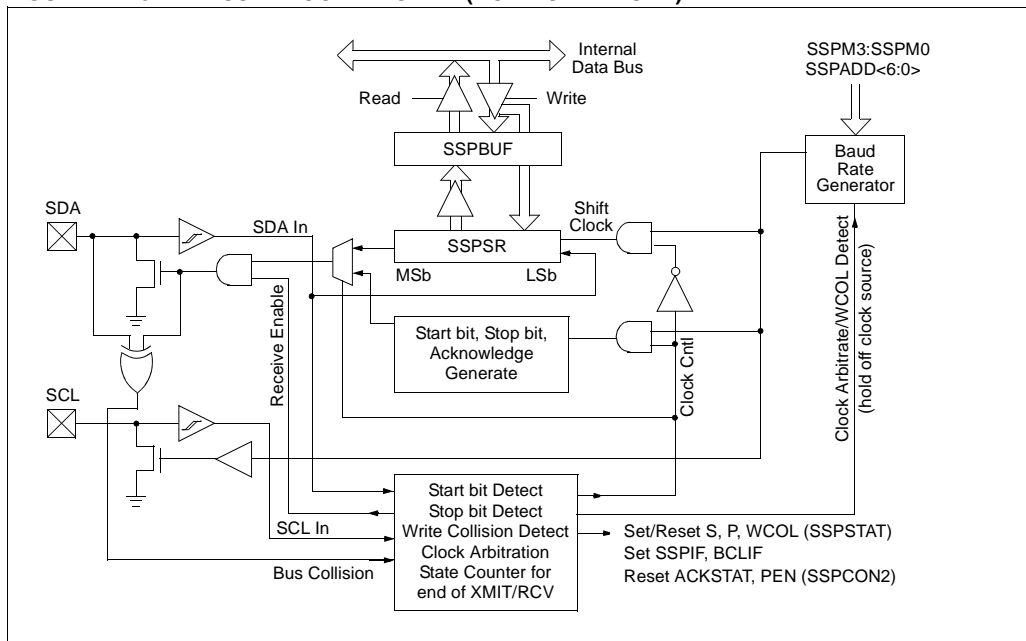 Internal
Data Bus
Read
Write
SSPM3:SSPM0
SSPADD<6:0>
SSPBUF
Baud
Rate
Generator
SDA
SDA In
Shift
Clock
SSPSR
MSb
LSb
Clock Arbitrate/WCOL Detect
(hold off clock source)
Receive Enable
Start bit, Stop bit,
Acknowledge
Generate
Clock Cntl
SCL
SCL In
Bus Collision
Start bit Detect
Stop bit Detect
Write Collision Detect
Clock Arbitration
State Counter for
end of XMIT/RCV
Set/Reset S, P, WCOL (SSPSTAT)
Set SSPIF, BCLIF
Reset ACKSTAT, PEN (SSPCON2)